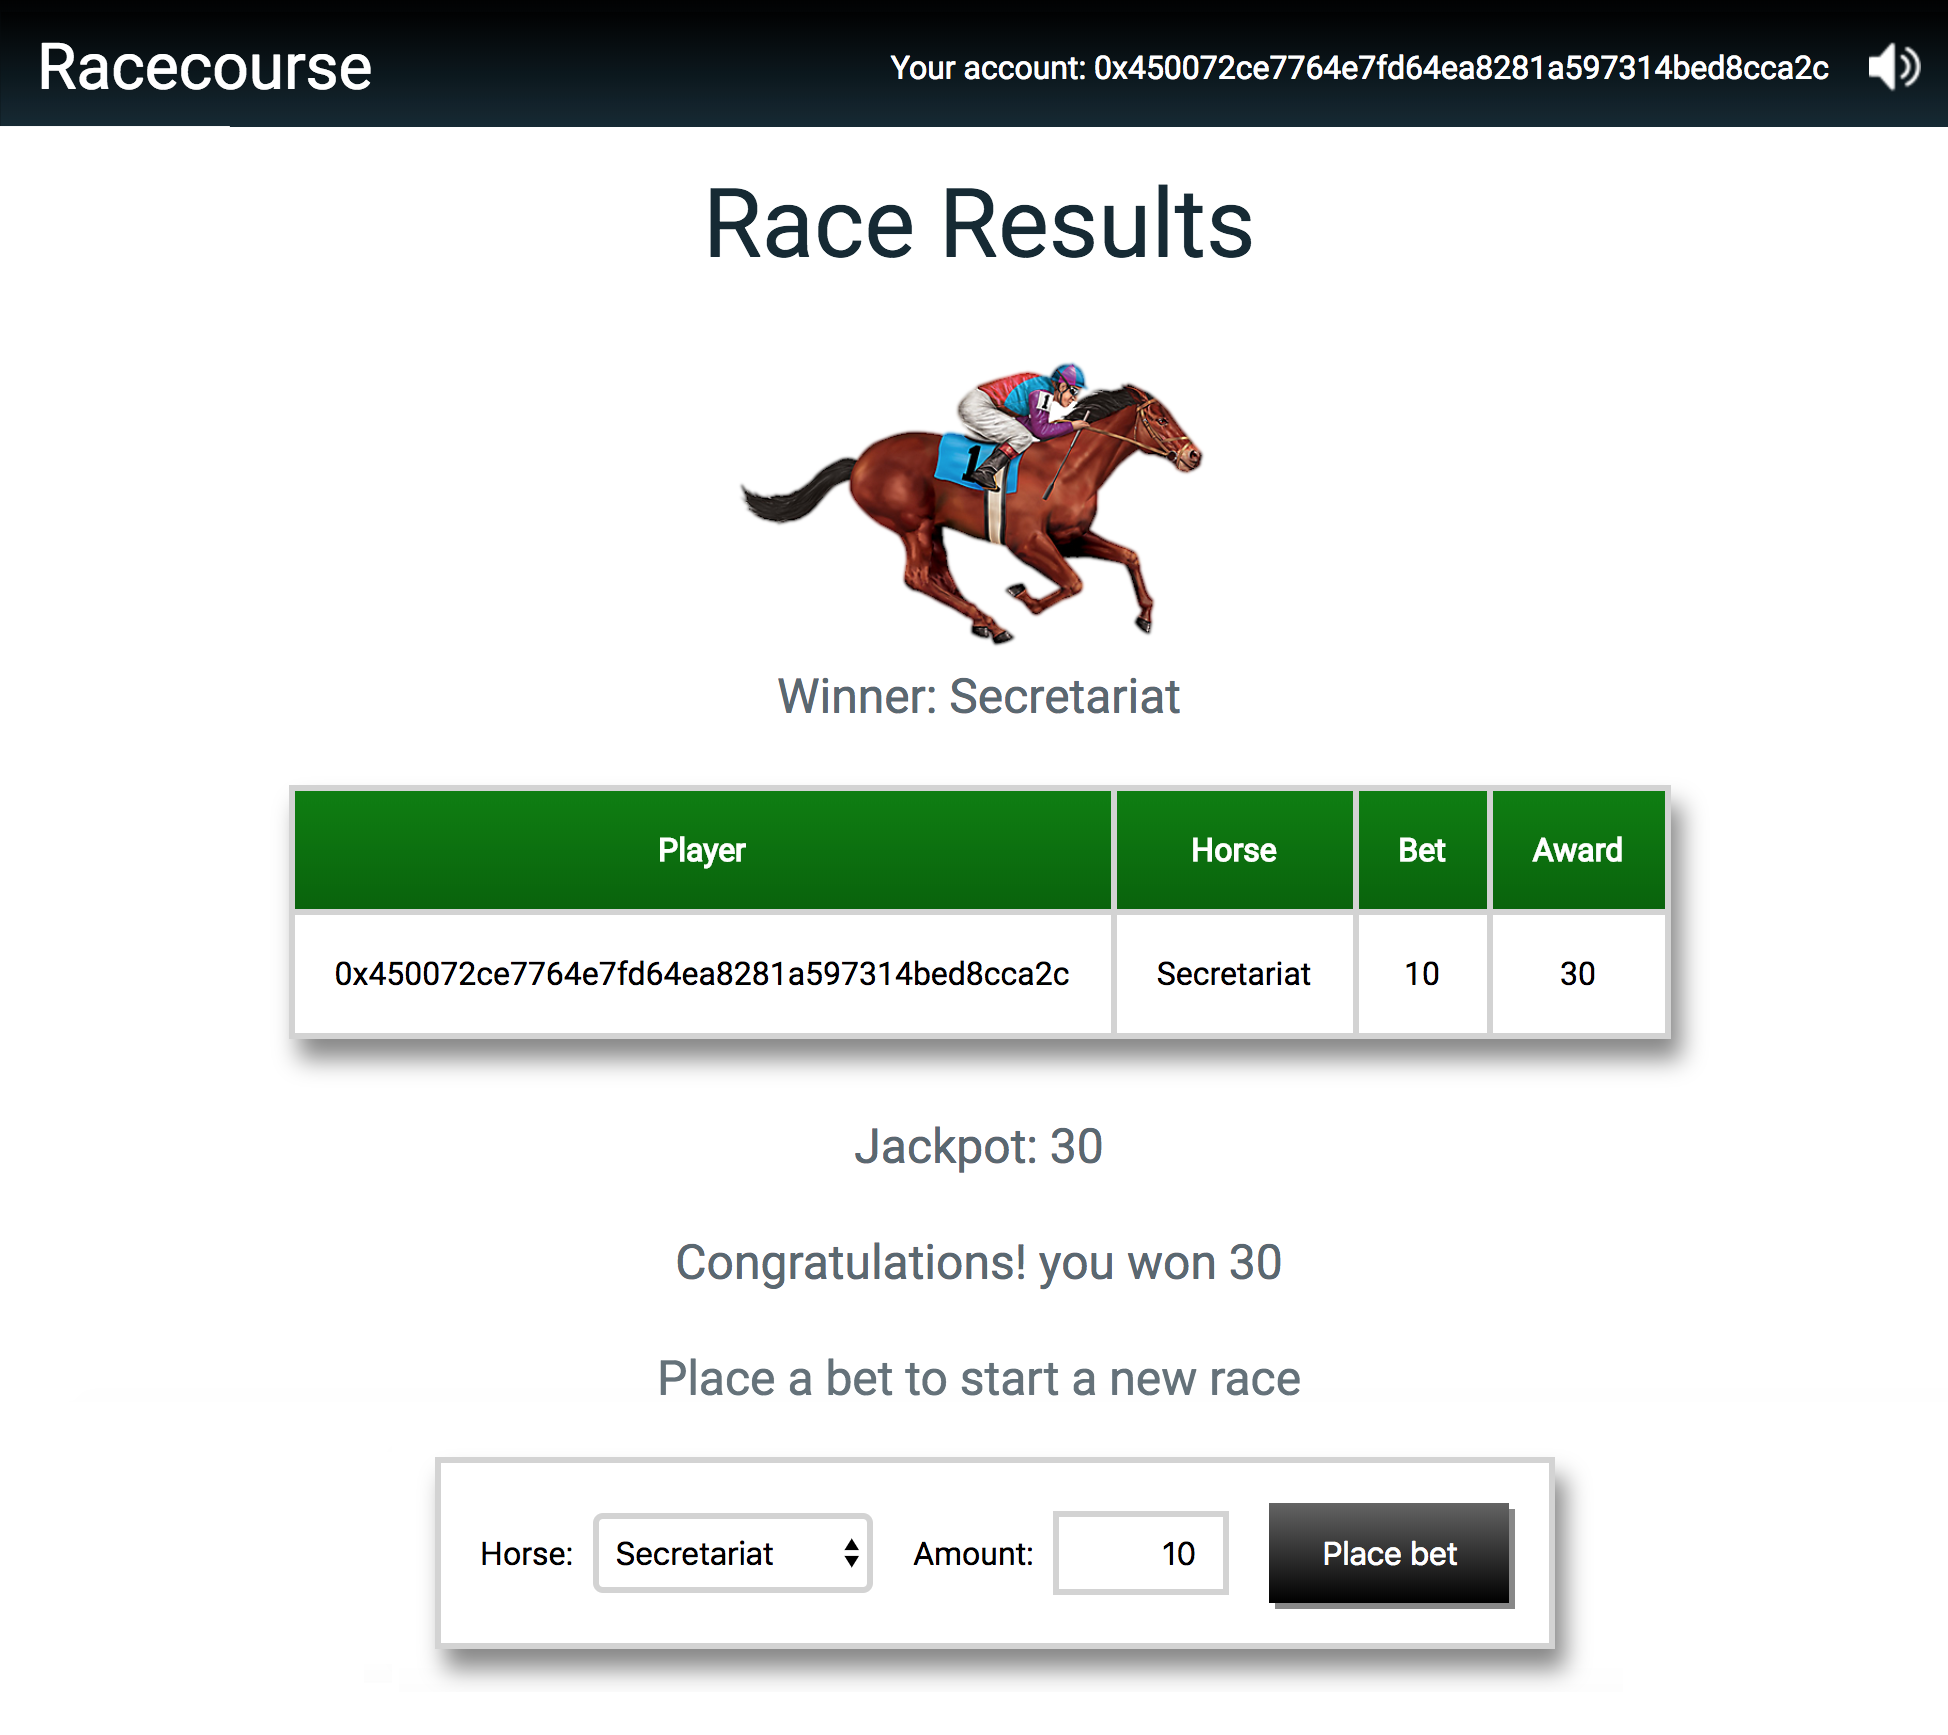 Racecourse
Your account: 0x450072ce7764e7fd64ea8281a597314bed8cca2c
Race Results
1
1
Winner: Secretariat
Player Horse Bet Award
0x450072ce7764e7fd64ea8281a597314bed8cca2c Secretariat 10 30
Jackpot: 30
Congratulations! you won 30
Place a bet to start a new race
Horse: Secretariat Amount: 10 Place bet